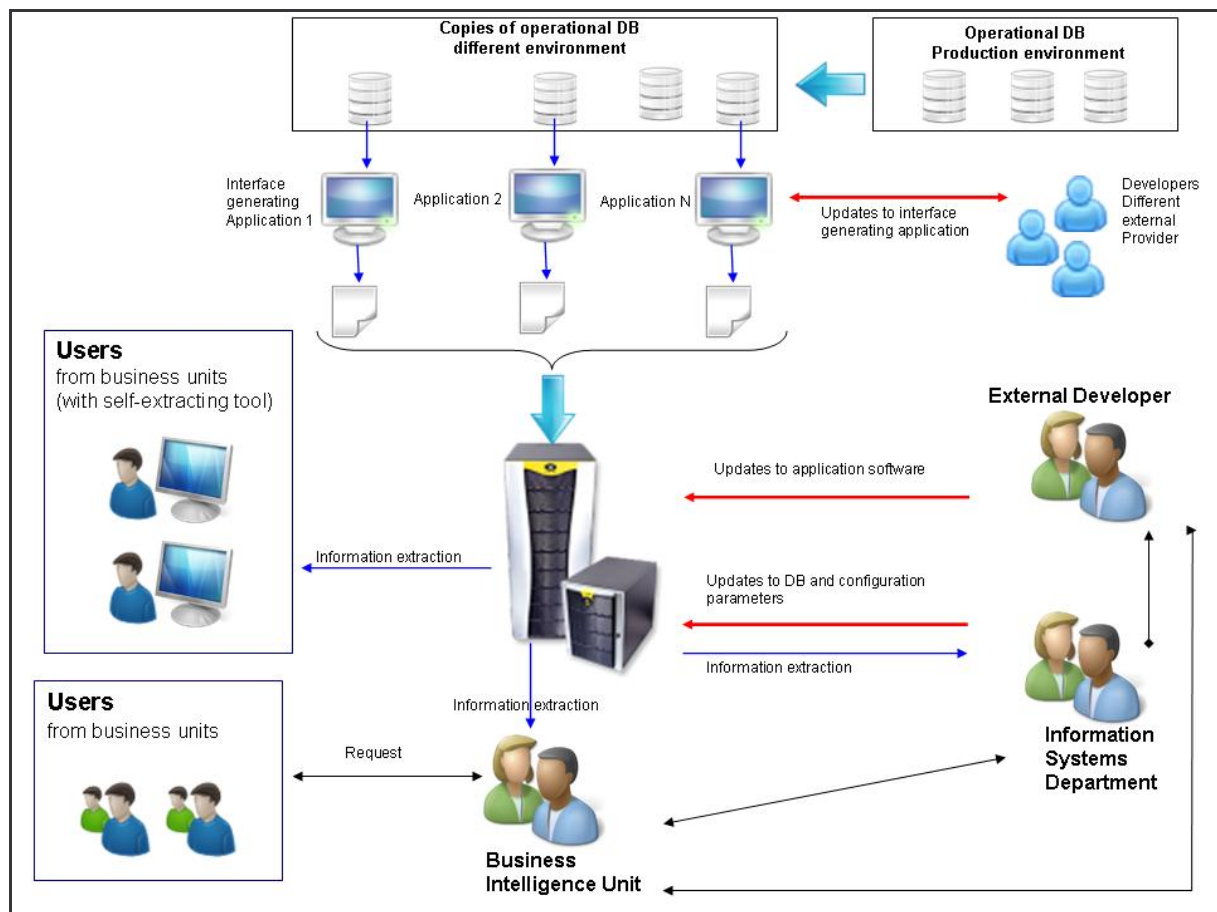 Copies of operational DB
different environment
Operational DB
Production environment
Interface
generating
Application 1
Application 2
Application N
Updates to interface
generating application
Developers
Different
external
Provider
Users
from business units
(with self-extracting tool)
External Developer
Updates to application software
Information extraction
Updates to DB and configuration
parameters
Information extraction
Information extraction
Users
from business units
Request
Information
Systems
Department
Business
Intelligence Unit